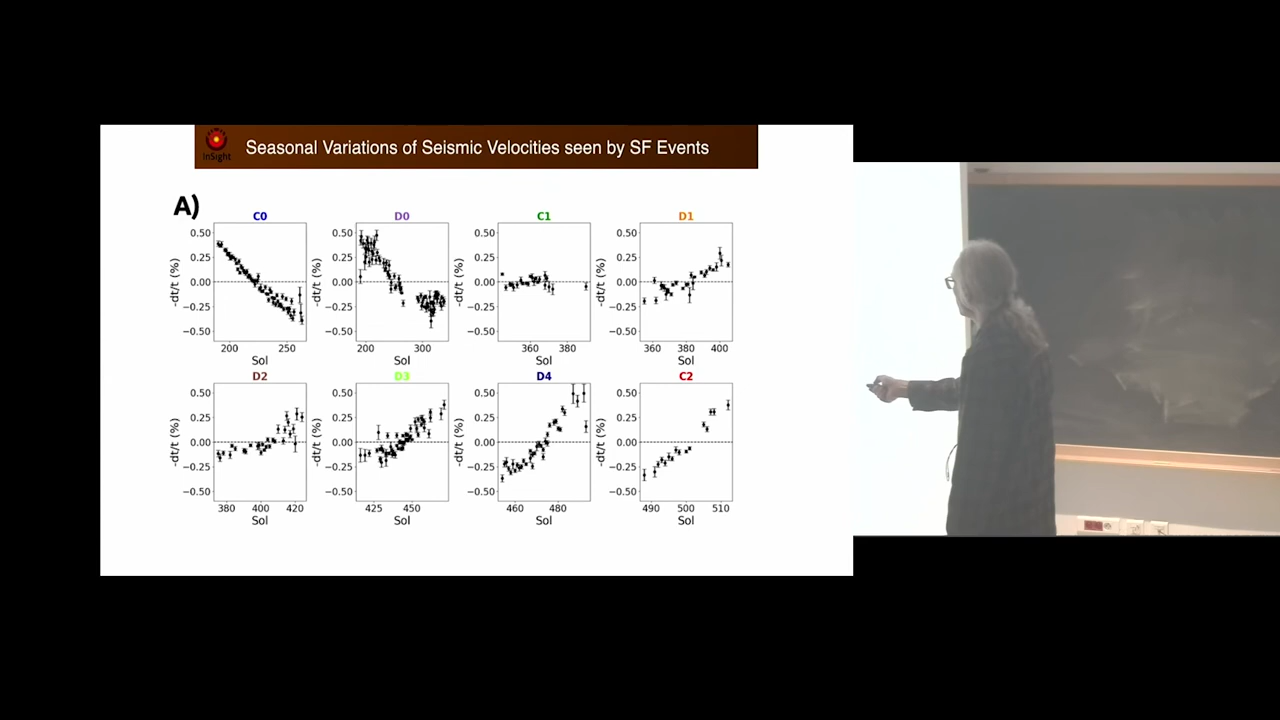 InSight
Seasonal Variations of Seismic Velocities seen by SF Events
A)
C0
D0
C1
D1
-dt/t (%)
0.50
0.25
0.00
−0.25
−0.50
200 250
Sol
-dt/t (%)
0.50
0.25
0.00
−0.25
−0.50
200 300
Sol
-dt/t (%)
0.50
0.25
0.00
−0.25
−0.50
360 380
Sol
-dt/t (%)
0.50
0.25
0.00
−0.25
−0.50
360 380 400
Sol
D2
D3
D4
C2
-dt/t (%)
0.50
0.25
0.00
−0.25
−0.50
380 400 420
Sol
-dt/t (%)
0.50
0.25
0.00
−0.25
−0.50
425 450
Sol
-dt/t (%)
0.50
0.25
0.00
−0.25
−0.50
460 480
Sol
-dt/t (%)
0.50
0.25
0.00
−0.25
−0.50
490 500 510
Sol